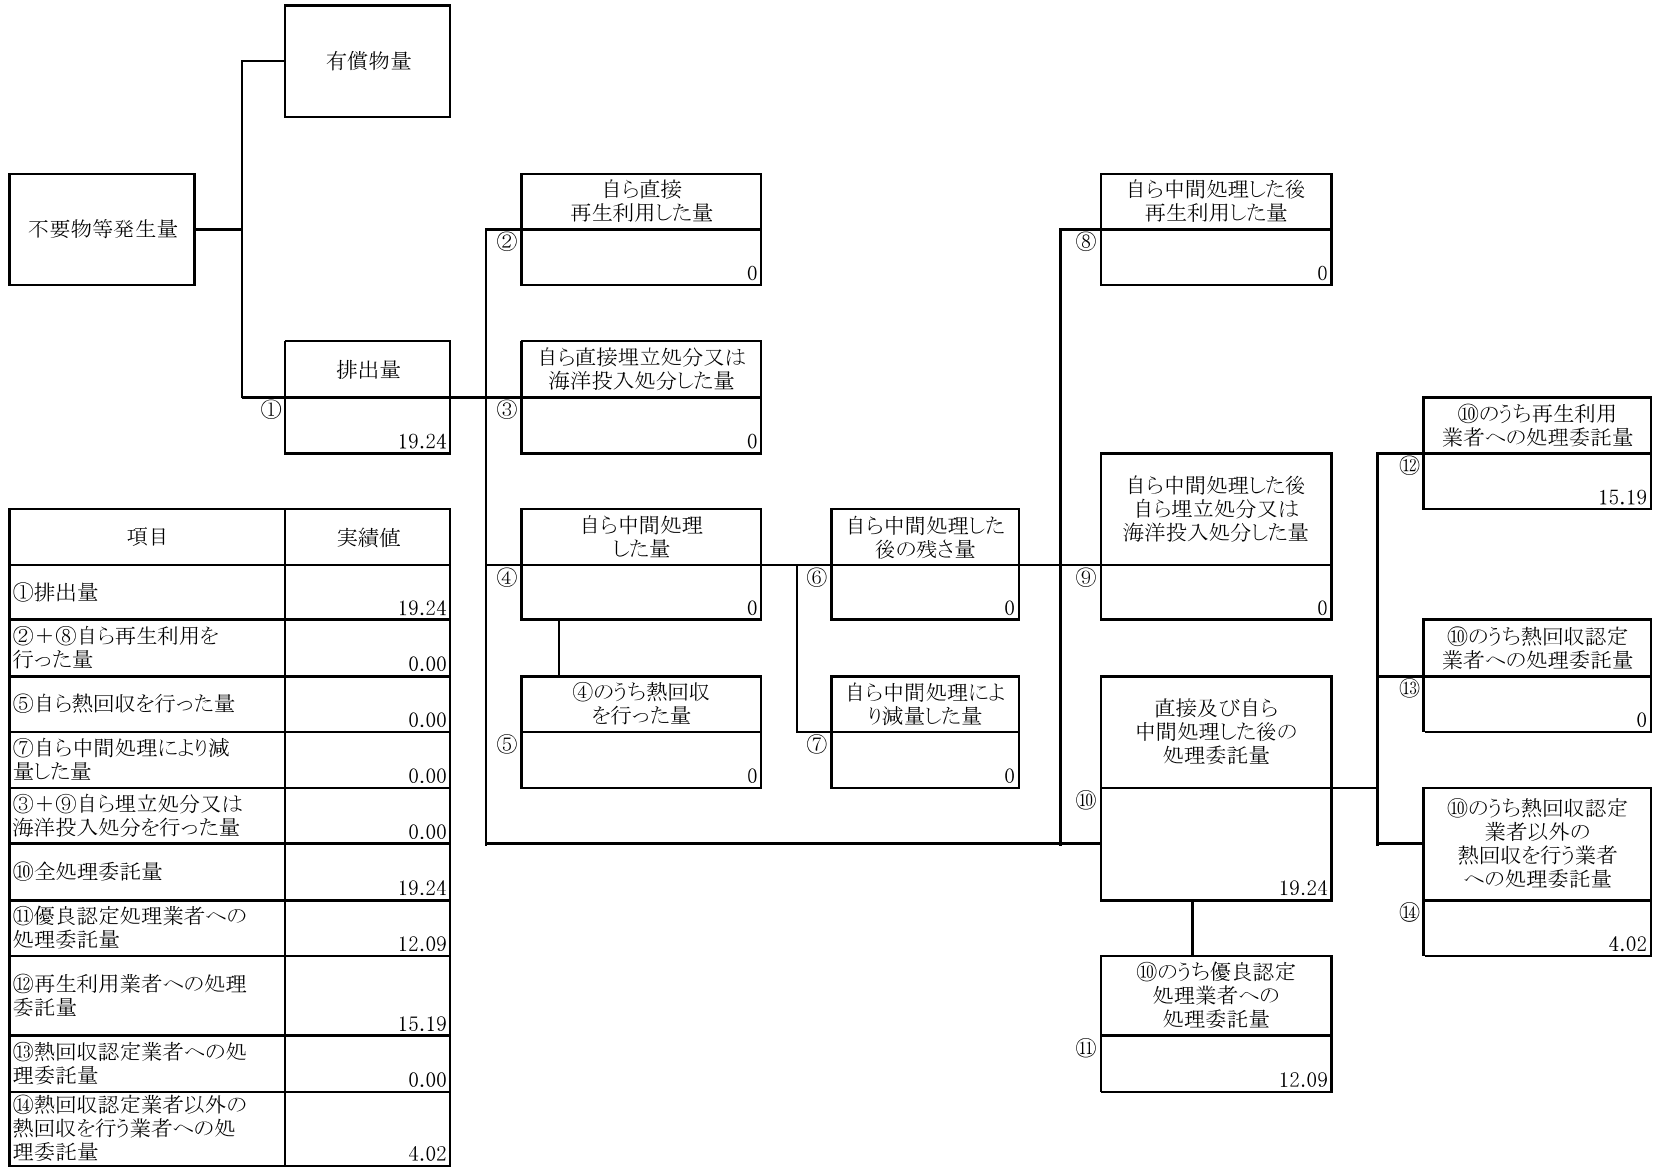 有償物量
不要物等発生量
排出量
①
19.24
自ら直接
再生利用した量
②
0
自ら直接埋立処分又は
海洋投入処分した量
③
0
自ら中間処理
した量
④
0
④のうち熱回収
を行った量
⑤
0
自ら中間処理した
後の残さ量
⑥
0
自ら中間処理によ
り減量した量
⑦
0
自ら中間処理した後
再生利用した量
⑧
0
自ら中間処理した後
自ら埋立処分又は
海洋投入処分した量
⑨
0
直接及び自ら
中間処理した後の
処理委託量
⑩
19.24
⑩のうち優良認定
処理業者への
処理委託量
⑪
12.09
⑩のうち再生利用
業者への処理委託量
⑫
15.19
⑩のうち熱回収認定
業者への処理委託量
⑬
0
⑩のうち熱回収認定
業者以外の
熱回収を行う業者
への処理委託量
⑭
4.02
項目 実績値
①排出量
19.24
②＋⑧自ら再生利用を
行った量
0.00
⑤自ら熱回収を行った量
0.00
⑦自ら中間処理により減
量した量
0.00
③＋⑨自ら埋立処分又は
海洋投入処分を行った量
0.00
⑩全処理委託量
19.24
⑪優良認定処理業者への
処理委託量
12.09
⑫再生利用業者への処理
委託量
15.19
⑬熱回収認定業者への処
理委託量
0.00
⑭熱回収認定業者以外の
熱回収を行う業者への処
理委託量
4.02